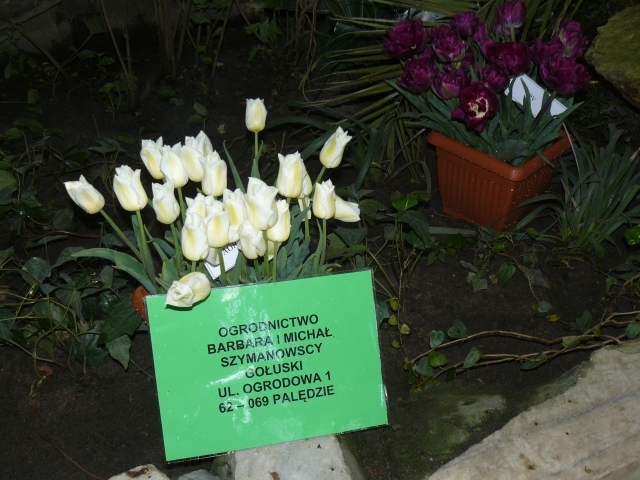 OGRODNICTWO
BARBARA I MICHAŁ
SZYMANOWSCY
GOŁUSKI
UL. OGRODOWA 1
62 – 069 PALĘDZIE